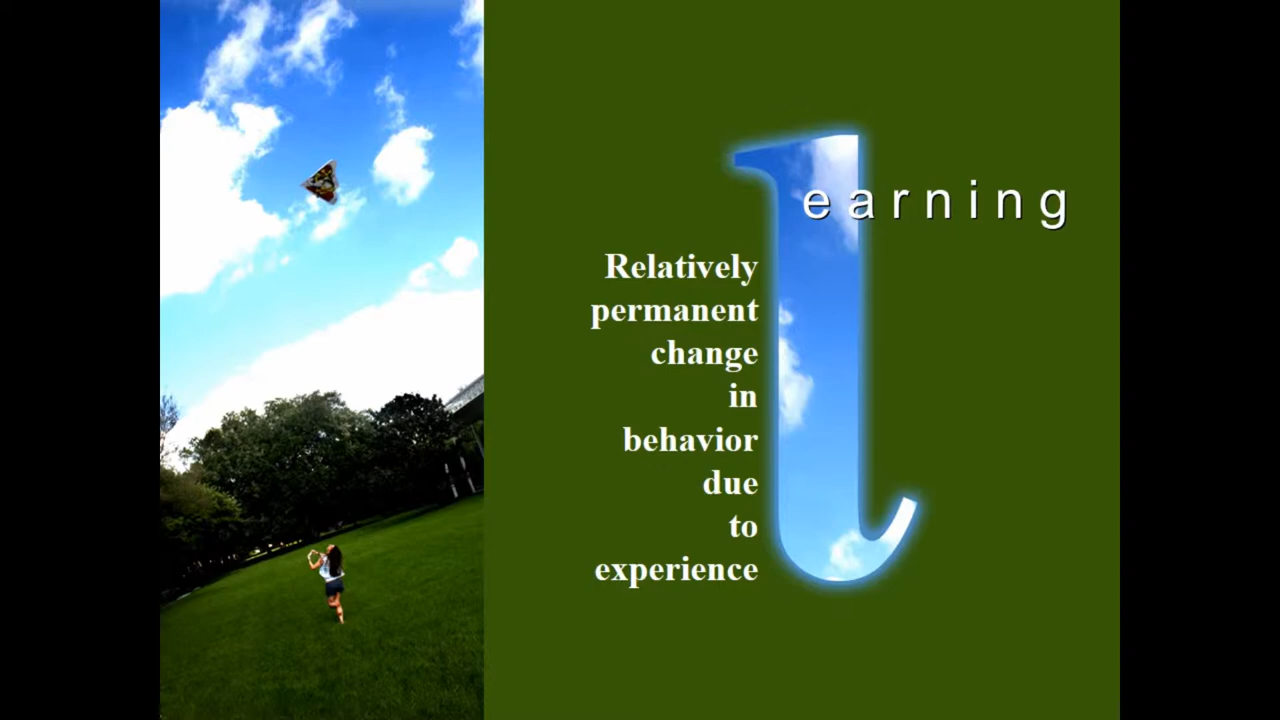 learning
Relatively
permanent
change
in
behavior
due
to
experience